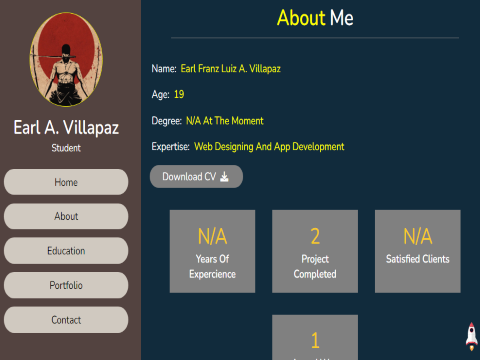 Earl A. Villapaz
Student
Home
About
Education
Portfolio
Contact
About Me
Name: Earl Franz Luiz A. Villapaz
Age: 19
Degree: N/A At The Moment
Expertise: Web Designing And App Development
Download CV
N/A
Years Of
Expercience
2
Project
Completed
N/A
Satisfied Clients
1